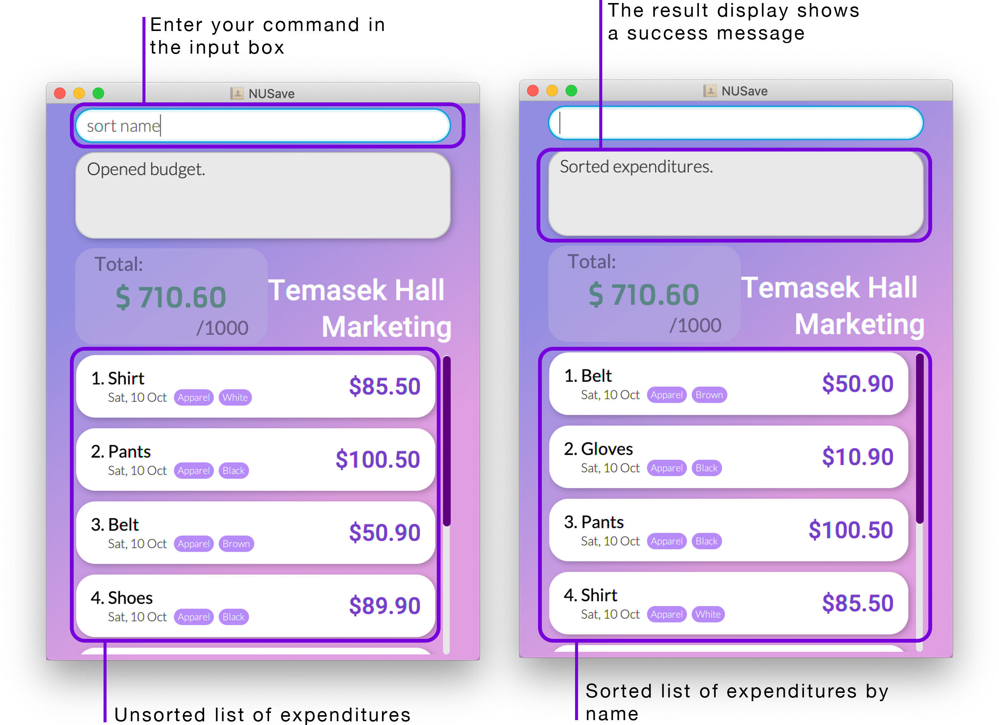 Enter your command in
the input box
NUSave
sort name
Opened budget.
Total:
$ 710.60
/1000
Temasek Hall
Marketing
1. Shirt
$85.50
Sat, 10 Oct Apparel White
2. Pants
$100.50
Sat, 10 Oct Apparel Black
3. Belt
$50.90
Sat, 10 Oct Apparel Brown
4. Shoes
$89.90
Sat, 10 Oct Apparel Black
Unsorted list of expenditures
The result display shows
a success message
NUSave
Sorted expenditures.
Total:
$ 710.60
/1000
Temasek Hall
Marketing
1. Belt
$50.90
Sat, 10 Oct Apparel Brown
2. Gloves
$10.90
Sat, 10 Oct Apparel Black
3. Pants
$100.50
Sat, 10 Oct Apparel Black
4. Shirt
$85.50
Sat, 10 Oct Apparel White
Sorted list of expenditures by
name